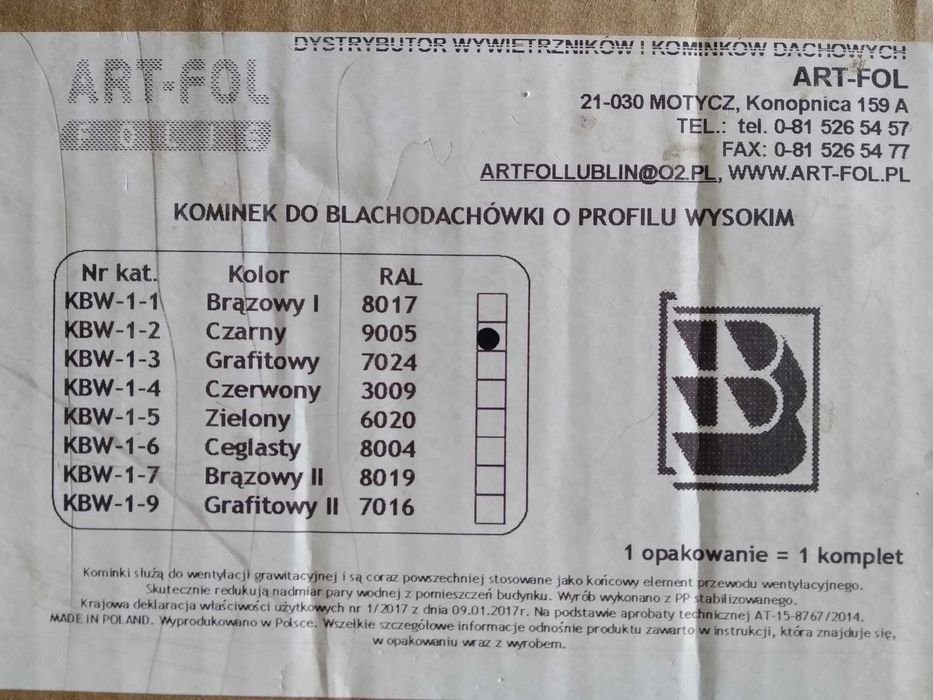 DYSTRYBUTOR WYWIETRZNIKÓW I KOMINKÓW DACHOWYCH
ART-FOL
ART-FOL
21-030 MOTYCZ, Konopnica 159 A
FOLIE
TEL.: tel. 0-81 526 54 57
FAX: 0-81 526 54 77
ARTFOLLUBLIN@O2.PL, WWW.ART-FOL.PL
KOMINEK DO BLACHODACHÓWKI O PROFILU WYSOKIM
Nr kat. Kolor RAL
KBW-1-1 Brązowy I 8017
KBW-1-2 Czarny 9005
KBW-1-3 Grafitowy 7024
KBW-1-4 Czerwony 3009
KBW-1-5 Zielony 6020
KBW-1-6 Ceglasty 8004
KBW-1-7 Brązowy II 8019
KBW-1-9 Grafitowy II 7016
B
1 opakowanie = 1 komplet
Kominki służą do wentylacji grawitacyjnej i są coraz powszechniej stosowane jako końcowy element przewodu wentylacyjnego.
Skutecznie redukują nadmiar pary wodnej z pomieszczeń budynku. Wyrób wykonano z PP stabilizowanego.
Krajowa deklaracja właściwości użytkowych nr 1/2017 z dnia 09.01.2017r. Na podstawie aprobaty technicznej AT-15-8767/2014.
MADE IN POLAND. Wyprodukowano w Polsce. Wszelkie szczegółowe informacje odnośnie produktu zawarto w instrukcji, która znajduje się,
w opakowaniu wraz z wyrobem.